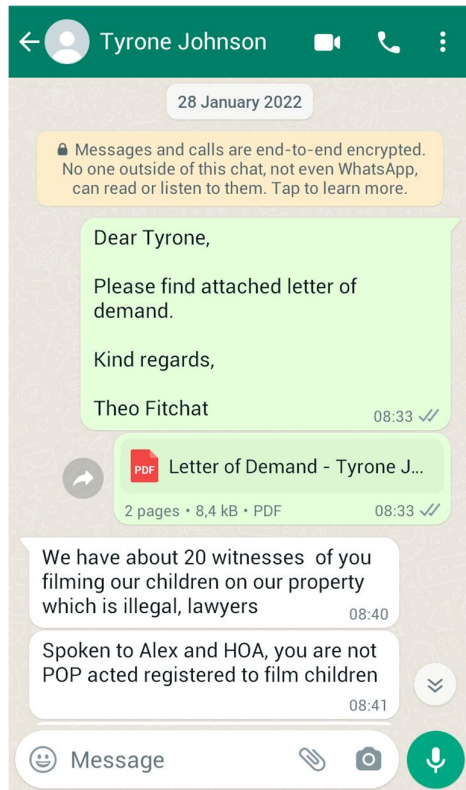 Tyrone Johnson
28 January 2022
Messages and calls are end-to-end encrypted.
No one outside of this chat, not even WhatsApp,
can read or listen to them. Tap to learn more.
Dear Tyrone,
Please find attached letter of
demand.
Kind regards,
Theo Fitchat
08:33
PDF
Letter of Demand - Tyrone J...
2 pages • 8,4 kB • PDF
08:33
We have about 20 witnesses  of you
filming our children on our property
which is illegal, lawyers
08:40
Spoken to Alex and HOA, you are not
POP acted registered to film children
08:41
Message